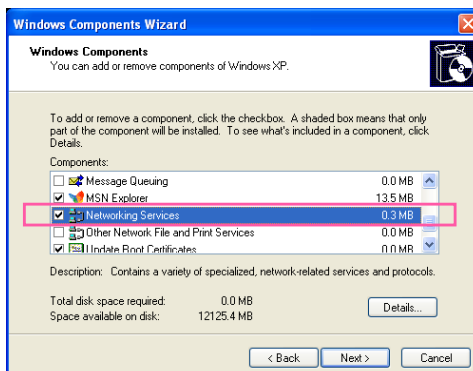 Windows Components Wizard
Windows Components
You can add or remove components of Windows XP.
To add or remove a component, click the checkbox. A shaded box means that only
part of the component will be installed. To see what's included in a component, click
Details.
Components:
Message Queuing 0.0 MB
MSN Explorer 13.5 MB
Networking Services 0.3 MB
Other Network File and Print Services 0.0 MB
Update Root Certificates 0.0 MB
Description: Contains a variety of specialized, network-related services and protocols.
Total disk space required: 0.0 MB
Space available on disk: 12125.4 MB
Details...
< Back Next > Cancel